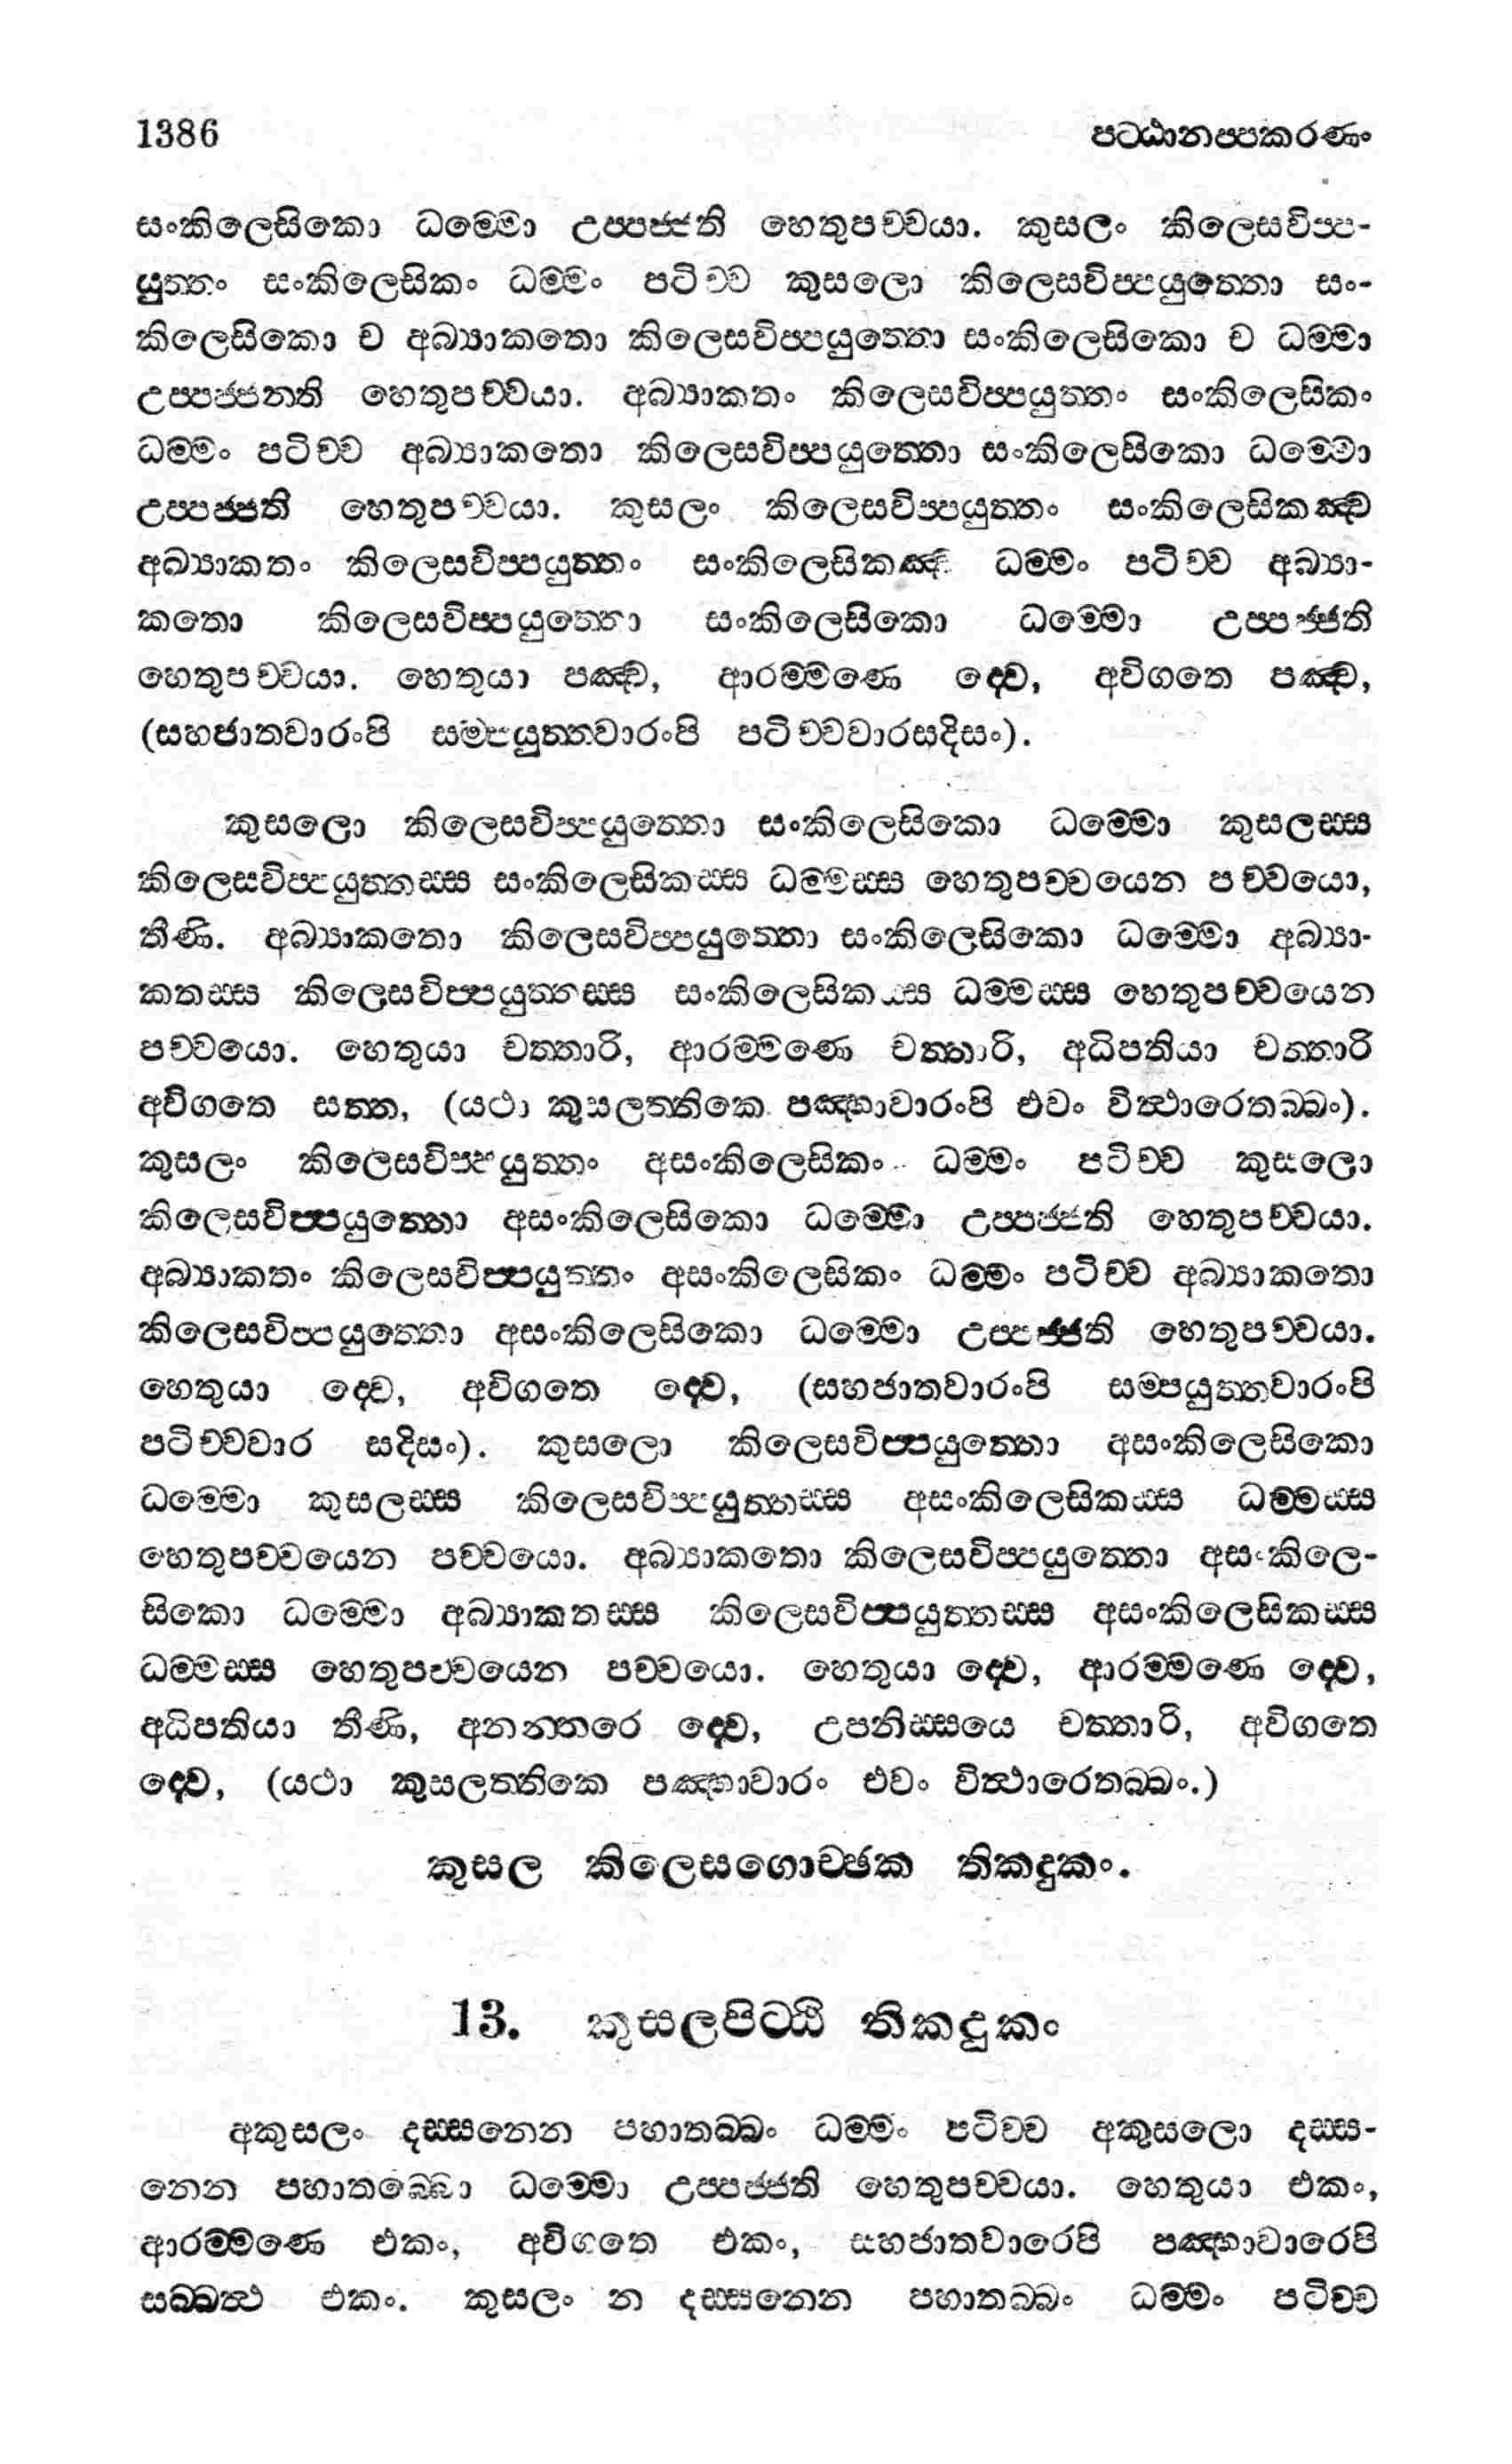 1386 පට්ඨානප්පකරණං
සංකිලෙසිකො ධම්මො උප්පජ්ජති හෙතුපච්චයා. කුසලං කිලෙසවිප්ප-
යුත්තං සංකිලෙසිකං ධම්මං පටිච්ච කුසලො කිලෙසවිප්පයුත්තො සං-
කිලෙසිකො ච අබ්‍යාකතො කිලෙසවිප්පයුත්තො සංකිලෙසිකො ච ධම්මා
උප්පජ්ජන්ති හෙතුපච්චයා. අබ්‍යාකතං කිලෙසවිප්පයුත්තං සංකිලෙසිකං
ධම්මං පටිච්ච අබ්‍යාකතො කිලෙසවිප්පයුත්තො සංකිලෙසිකො ධම්මො
උප්පජ්ජති හෙතුපච්චයා. කුසලං කිලෙසවිප්පයුත්තං සංකිලෙසිකඤ්ච
අබ්‍යාකතං කිලෙසවිප්පයුත්තං සංකිලෙසිකඤ්ච ධම්මං පටිච්ච අබ්‍යා-
කතො කිලෙසවිප්පයුත්තො සංකිලෙසිකො ධම්මො උප්පජ්ජති
හෙතුපච්චයා. හෙතුයා පඤ්ච, ආරම්මණෙ ද්වෙ, අවිගතෙ පඤ්ච,
(සහජාතවාරංපි සම්පයුත්තවාරංපි පටිච්චවාරසදිසං).
කුසලො කිලෙසවිප්පයුත්තො සංකිලෙසිකො ධම්මො කුසලස්ස
කිලෙසවිප්පයුත්තස්ස සංකිලෙසිකස්ස ධම්මස්ස හෙතුපච්චයෙන පච්චයො,
තීණි. අබ්‍යාකතො කිලෙසවිප්පයුත්තො සංකිලෙසිකො ධම්මො අබ්‍යා-
කතස්ස කිලෙසවිප්පයුත්තස්ස සංකිලෙසිකස්ස ධම්මස්ස හෙතුපච්චයෙන
පච්චයො. හෙතුයා චත්තාරි, ආරම්මණෙ චත්තාරි, අධිපතියා චත්තාරි
අවිගතෙ සත්ත, (යථා කුසලත්තිකෙ පඤ්හාවාරංපි එවං විත්ථාරෙතබ්බං).
කුසලං කිලෙසවිප්පයුත්තං අසංකිලෙසිකං ධම්මං පටිච්ච කුසලො
කිලෙසවිප්පයුත්තො අසංකිලෙසිකො ධම්මො උප්පජ්ජති හෙතුපච්චයා.
අබ්‍යාකතං කිලෙසවිප්පයුත්තං අසංකිලෙසිකං ධම්මං පටිච්ච අබ්‍යාකතො
කිලෙසවිප්පයුත්තො අසංකිලෙසිකො ධම්මො උප්පජ්ජති හෙතුපච්චයා.
හෙතුයා ද්වෙ, අවිගතෙ ද්වෙ, (සහජාතවාරංපි සම්පයුත්තවාරංපි
පටිච්චවාර සදිසං). කුසලො කිලෙසවිප්පයුත්තො අසංකිලෙසිකො
ධම්මො කුසලස්ස කිලෙසවිප්පයුත්තස්ස අසංකිලෙසිකස්ස ධම්මස්ස
හෙතුපච්චයෙන පච්චයො. අබ්‍යාකතො කිලෙසවිප්පයුත්තො අසංකිලෙ-
සිකො ධම්මො අබ්‍යාකතස්ස කිලෙසවිප්පයුත්තස්ස අසංකිලෙසිකස්ස
ධම්මස්ස හෙතුපච්චයෙන පච්චයො. හෙතුයා ද්වෙ, ආරම්මණෙ ද්වෙ,
අධිපතියා තීණි, අනන්තරෙ ද්වෙ, උපනිස්සයෙ චත්තාරි, අවිගතෙ
ද්වෙ, (යථා කුසලත්තිකෙ පඤ්හාවාරං එවං විත්ථාරෙතබ්බං.)
කුසල කිලෙසගොච්ඡක තිකදුකං.
13. කුසලපිට්ඨි තිකදුකං
අකුසලං දස්සනෙන පහාතබ්බං ධම්මං පටිච්ච අකුසලො දස්ස-
නෙන පහාතබ්බො ධම්මො උප්පජ්ජති හෙතුපච්චයා. හෙතුයා එකං,
ආරම්මණෙ එකං, අවිගතෙ එකං, සහජාතවාරෙපි පඤ්හාවාරෙපි
සබ්බත්ථ එකං. කුසලං න දස්සනෙන පහාතබ්බං ධම්මං පටිච්ච